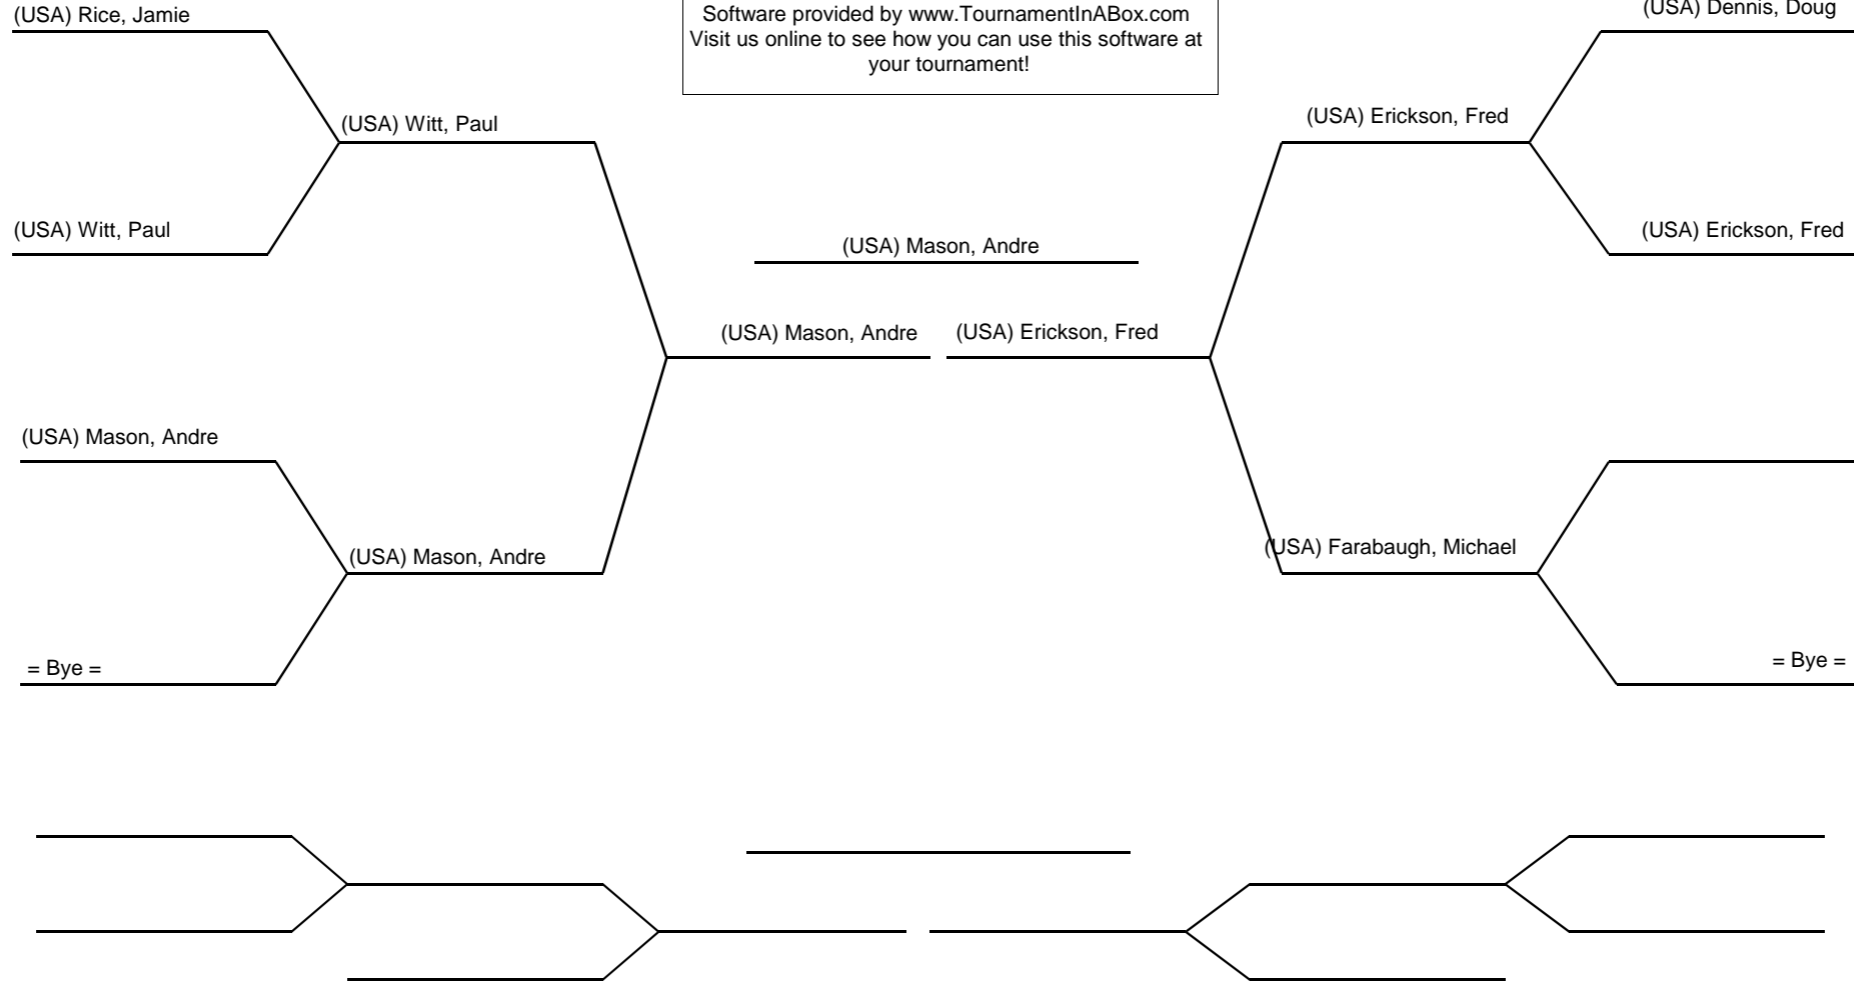 (USA) Rice, Jamie
Software provided by www.TournamentInABox.com
Visit us online to see how you can use this software at
your tournament!
(USA) Dennis, Doug
(USA) Witt, Paul
(USA) Erickson, Fred
(USA) Witt, Paul
(USA) Erickson, Fred
(USA) Mason, Andre
(USA) Mason, Andre
(USA) Erickson, Fred
(USA) Mason, Andre
(USA) Mason, Andre
(USA) Farabaugh, Michael
= Bye =
= Bye =